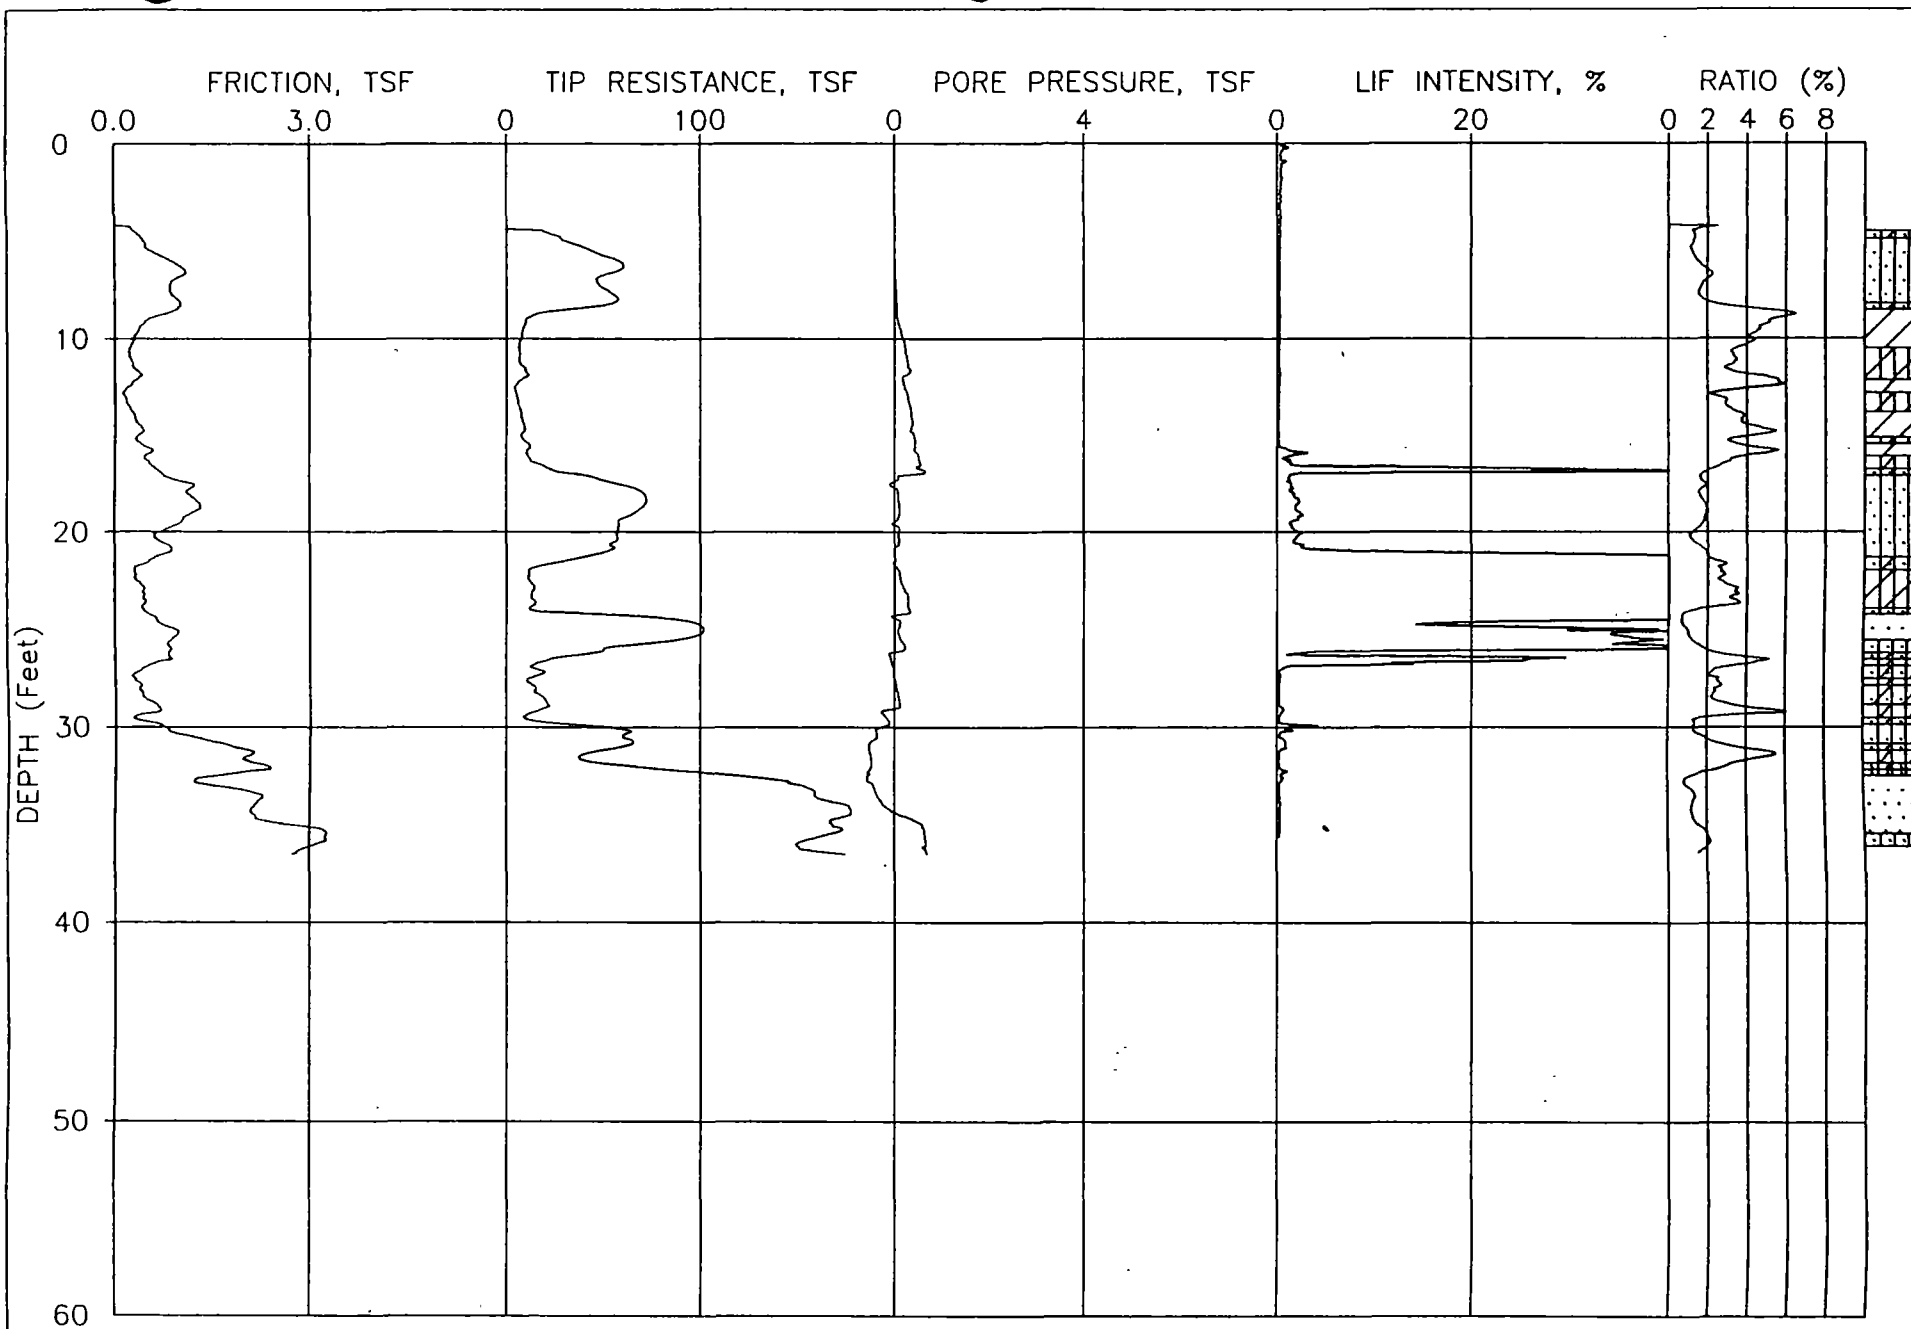 FRICTION, TSF TIP RESISTANCE, TSF PORE PRESSURE, TSF LIF INTENSITY, % RATIO (%)
0.0 3.0 0 100 0 4 0 20 0 2 4 6 8
0
10
20
30
40
50
60
DEPTH (Feet)